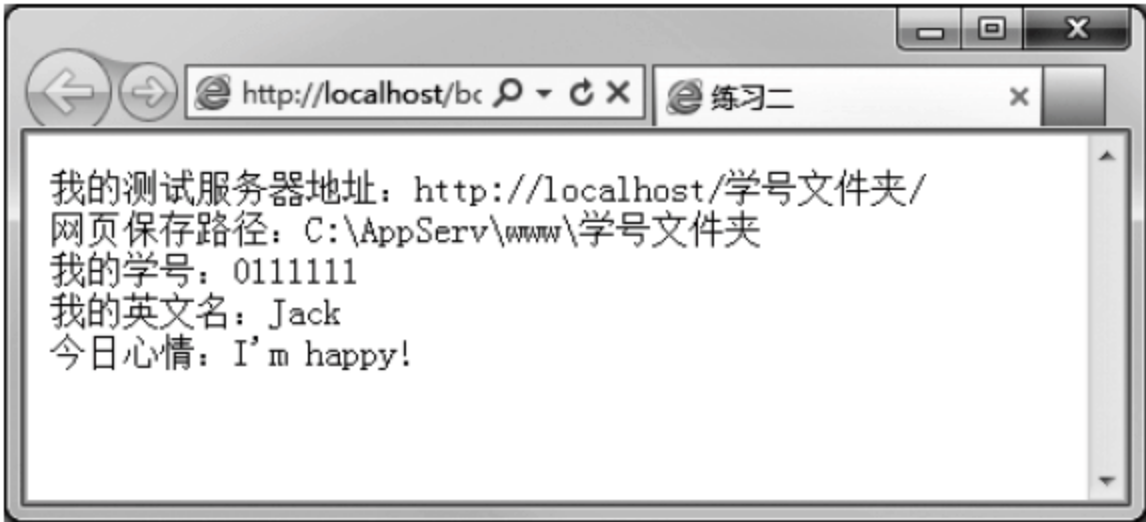 http://localhost/bc
练习二
我的测试服务器地址：http://localhost/学号文件夹/
网页保存路径：C:\AppServ\www\学号文件夹
我的学号：0111111
我的英文名：Jack
今日心情：I'm happy!